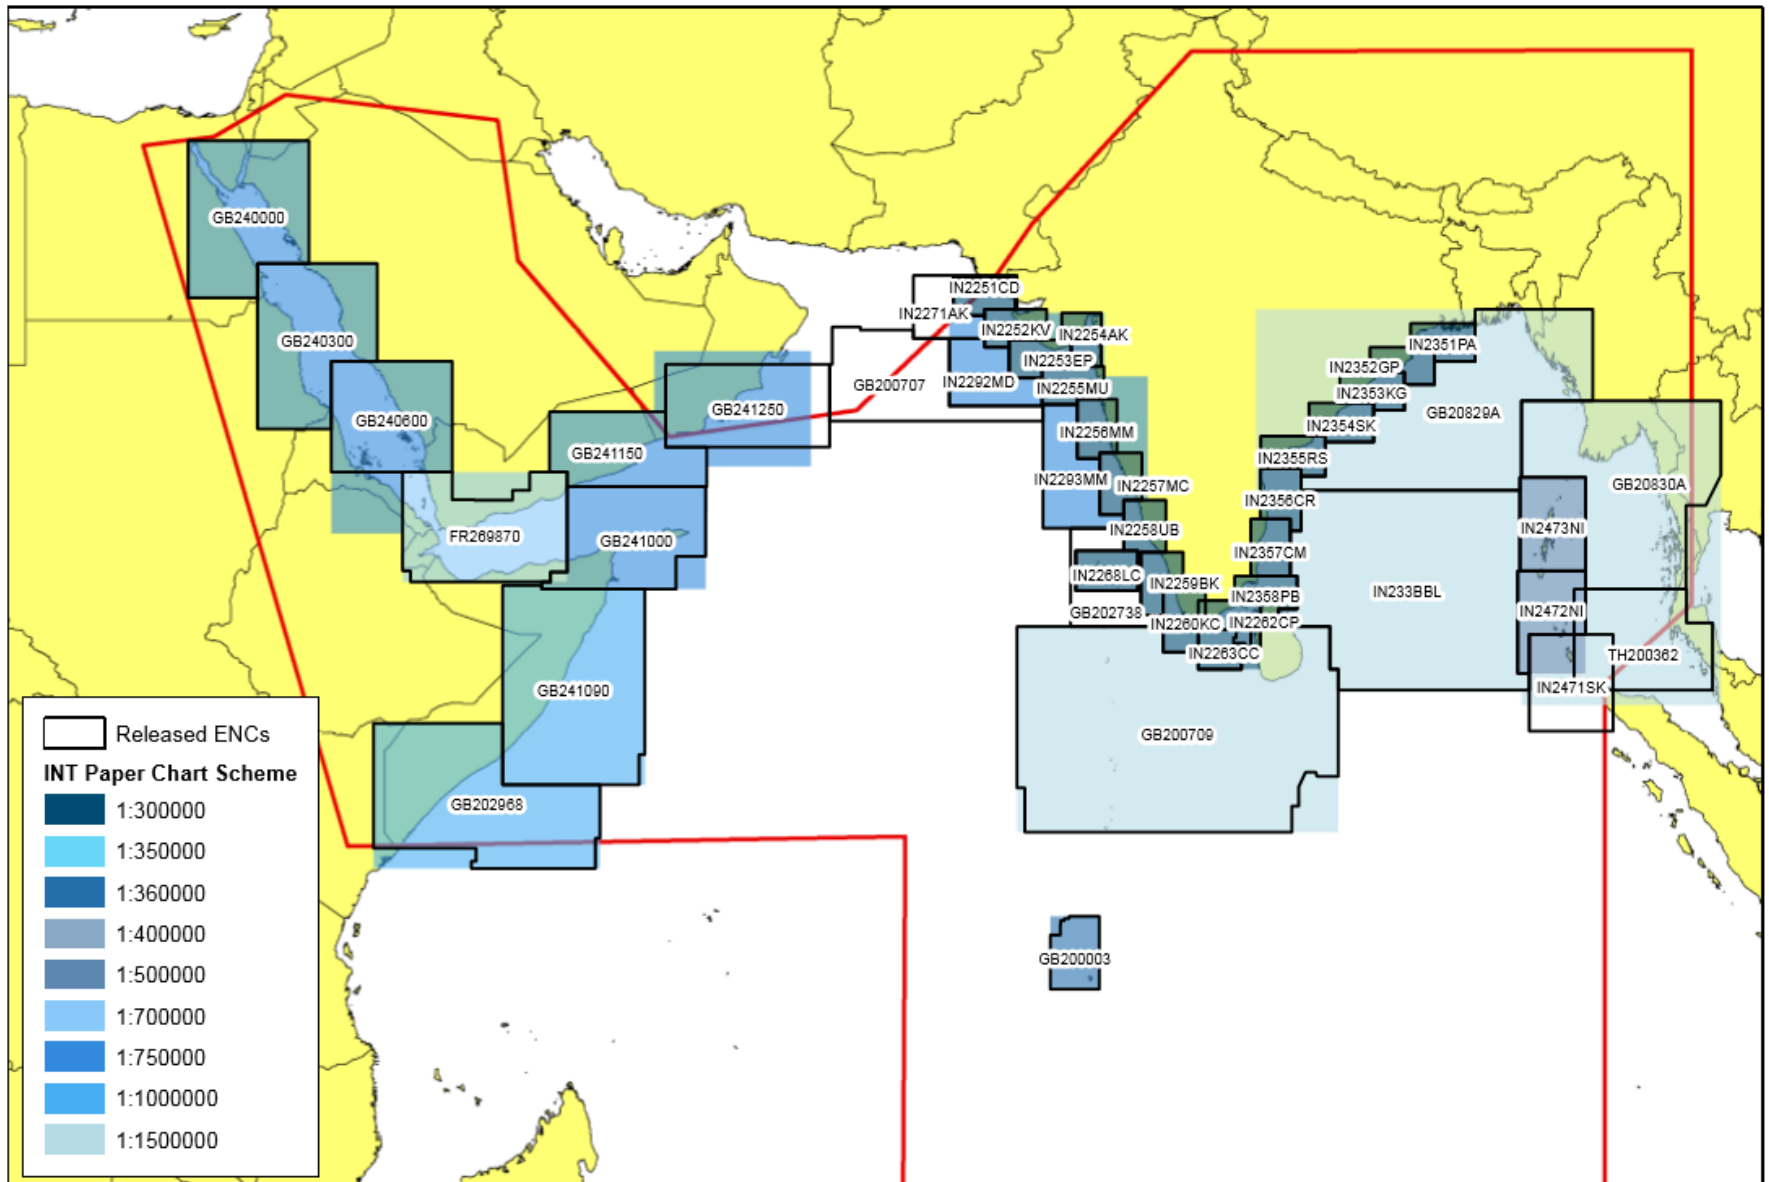 GB240000
IN2251CD
IN2271AK
IN2252KV
IN2254AK
GB240300
IN2253EP
IN2351PA
IN2352GP
IN2292MD
GB200707
IN2255MU
IN2353KG
GB241250
GB20829A
GB240600
IN2354SK
IN2256MM
GB241150
IN2355RS
IN2293MM
IN2257MC
GB20830A
IN2356CR
IN2258UB
IN2473NI
FR269870
GB241000
IN2357CM
IN2268LC
IN2259BK
IN2358PB
IN233BBL
GB202738
IN2472NI
IN2260KC
IN2262CP
IN2263CC
TH200362
IN2471SK
GB241090
GB200709
GB202968
GB200003
Released ENCs
INT Paper Chart Scheme
1:300000
1:350000
1:360000
1:400000
1:500000
1:700000
1:750000
1:1000000
1:1500000